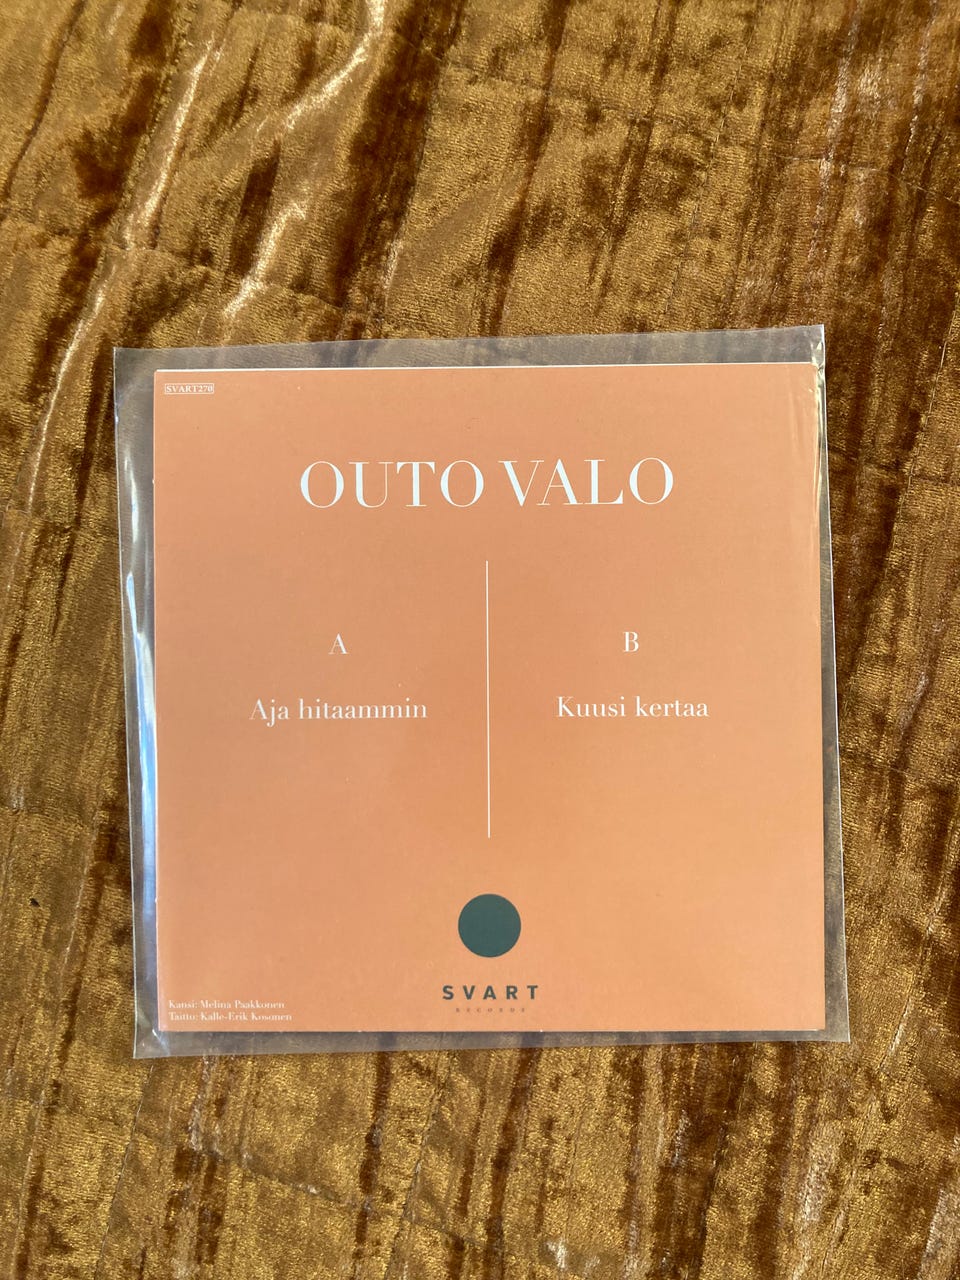 SVART270
OUTO VALO
A
Aja hitaammin
B
Kuusi kertaa
SVART
RECORDS
Kansi: Melina Paakkonen
Taitto: Kalle-Erik Kosonen